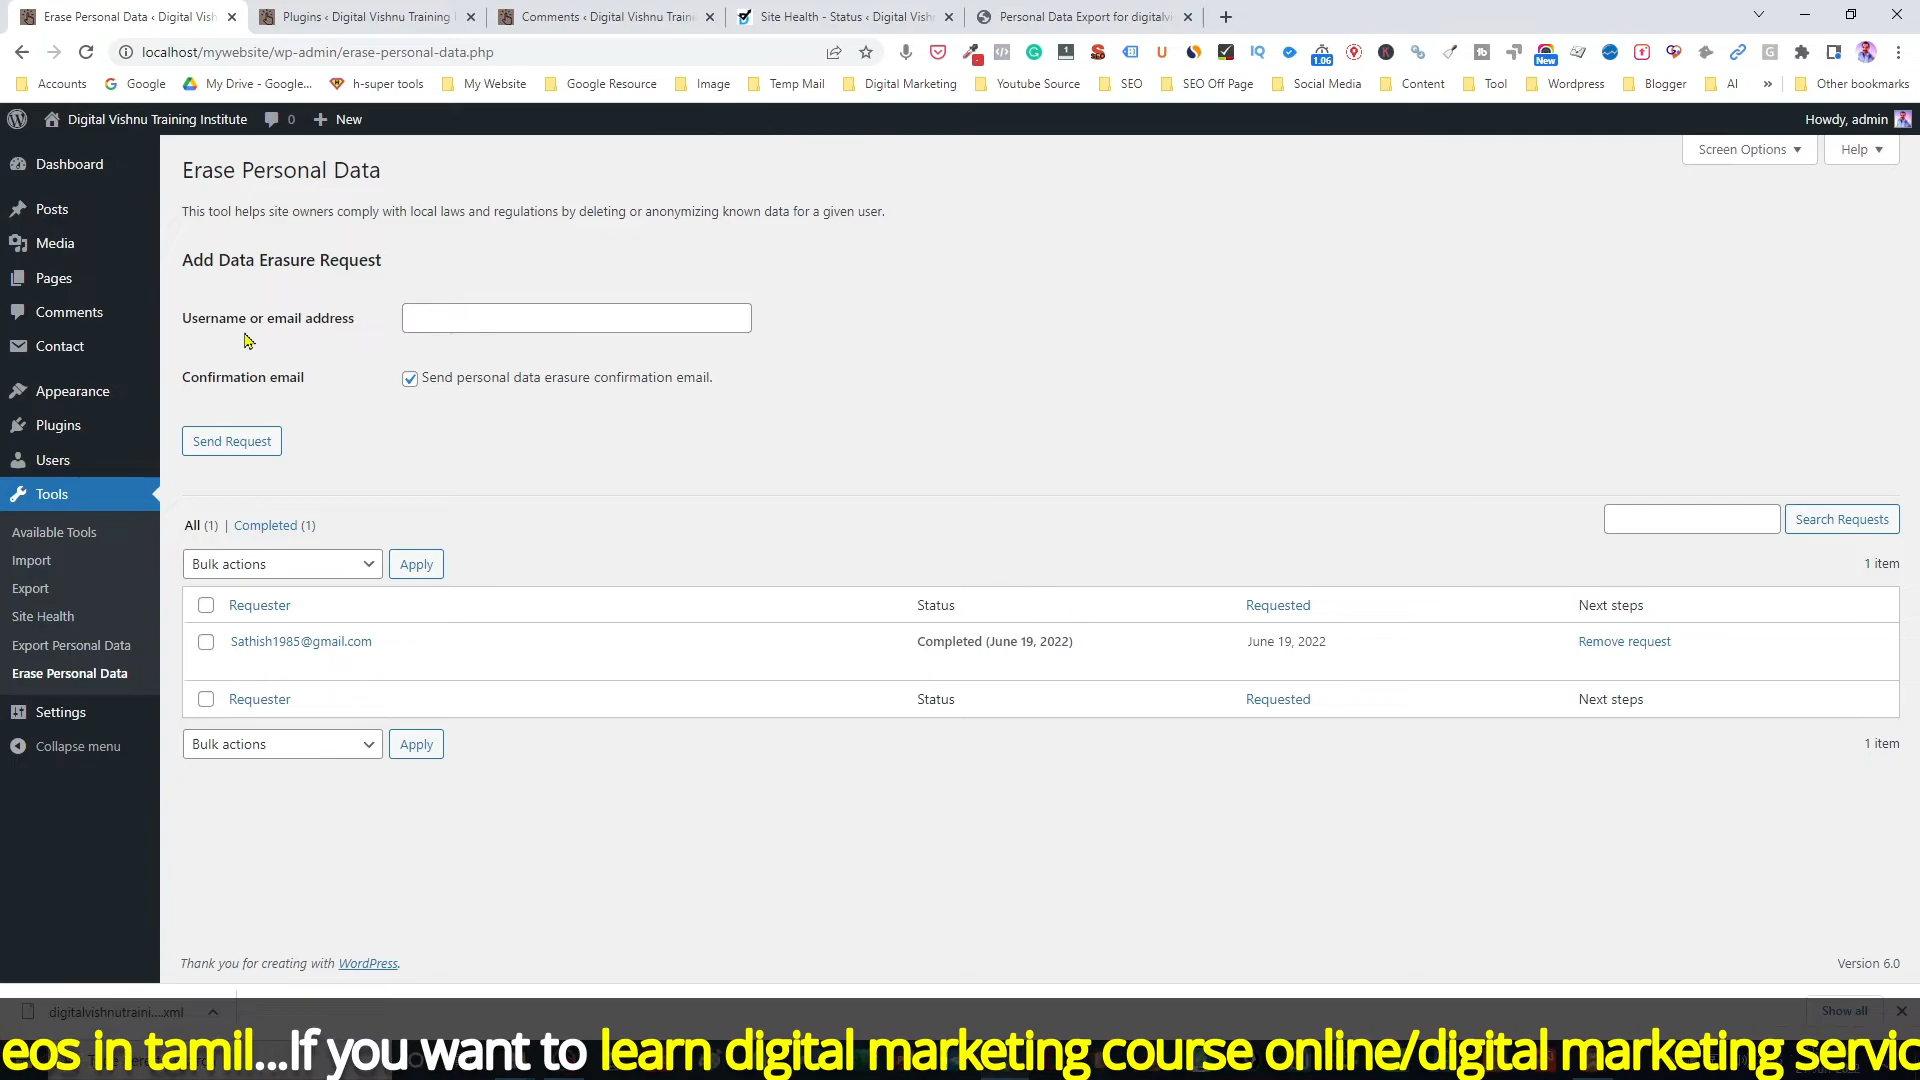 Erase Personal Data ‹ Digital Vish
Plugins ‹ Digital Vishnu Training
Comments ‹ Digital Vishnu Traini
Site Health - Status ‹ Digital Vish
Personal Data Export for digitalvi
localhost/mywebsite/wp-admin/erase-personal-data.php
1.06
New
Accounts
Google
My Drive - Google...
h-super tools
My Website
Google Resource
Image
Temp Mail
Digital Marketing
Youtube Source
SEO
SEO Off Page
Social Media
Content
Tool
Wordpress
Blogger
AI
»
Other bookmarks
Digital Vishnu Training Institute
0
New
Howdy, admin
Dashboard
Posts
Media
Pages
Comments
Contact
Appearance
Plugins
Users
Tools
Available Tools
Import
Export
Site Health
Export Personal Data
Erase Personal Data
Settings
Collapse menu
Screen Options
Help
Erase Personal Data
This tool helps site owners comply with local laws and regulations by deleting or anonymizing known data for a given user.
Add Data Erasure Request
Username or email address
Confirmation email
Send personal data erasure confirmation email.
Send Request
All (1) | Completed (1)
Search Requests
Bulk actions
Apply
1 item
Requester Status Requested Next steps
Sathish1985@gmail.com Completed (June 19, 2022) June 19, 2022 Remove request
Requester Status Requested Next steps
Bulk actions
Apply
1 item
Thank you for creating with WordPress.
Version 6.0
digitalvishnutraini....xml
Show all
eos in tamil...If you want to learn digital marketing course online/digital marketing servic